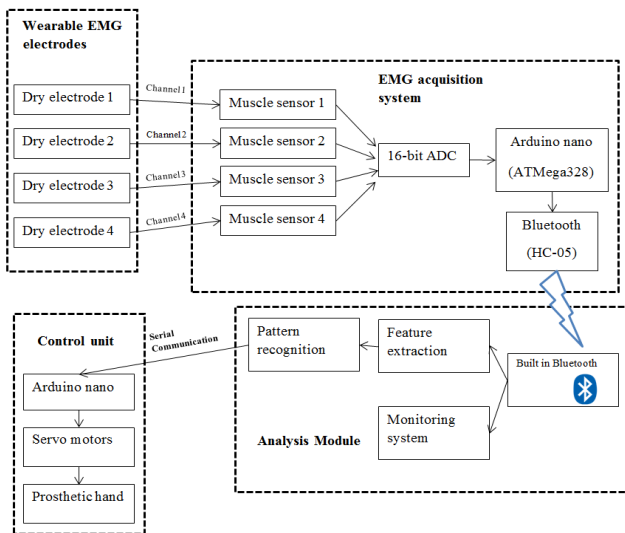 Wearable EMG
electrodes
Dry electrode 1
Dry electrode 2
Dry electrode 3
Dry electrode 4
Channel1
Channel2
Channel3
Channel4
EMG acquisition
system
Muscle sensor 1
Muscle sensor 2
Muscle sensor 3
Muscle sensor 4
16-bit ADC
Arduino nano
(ATMega328)
Bluetooth
(HC-05)
Control unit
Arduino nano
Servo motors
Prosthetic hand
Serial
Communication
Pattern
recognition
Feature
extraction
Built in Bluetooth
Monitoring
system
Analysis Module